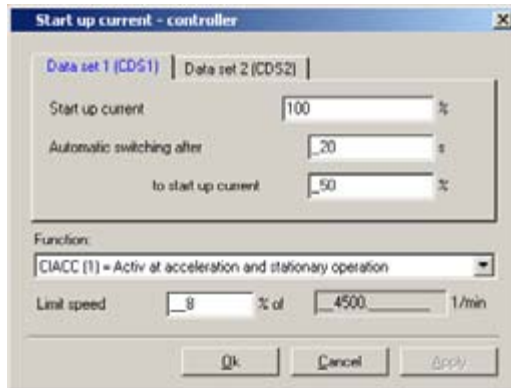 Start up current - controller
Data set 1 (CDS1) Data set 2 (CDS2)
Start up current 100 %
Automatic switching after _20 s
to start up current _50 %
Function:
CIACC (1) = Activ at acceleration and stationary operation
Limit speed __8 % of __4500.______ 1/min
Ok Cancel Apply